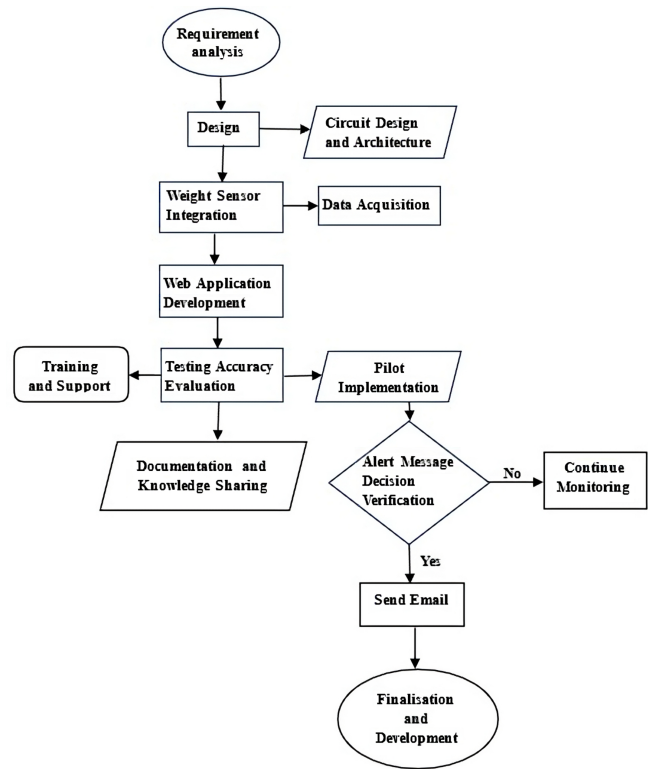 Requirement
analysis
Design
Circuit Design
and Architecture
Weight Sensor
Integration
Data Acquisition
Web Application
Development
Training
and Support
Testing Accuracy
Evaluation
Pilot
Implementation
Documentation and
Knowledge Sharing
Alert Message
Decision
Verification
No
Continue
Monitoring
Yes
Send Email
Finalisation
and
Development